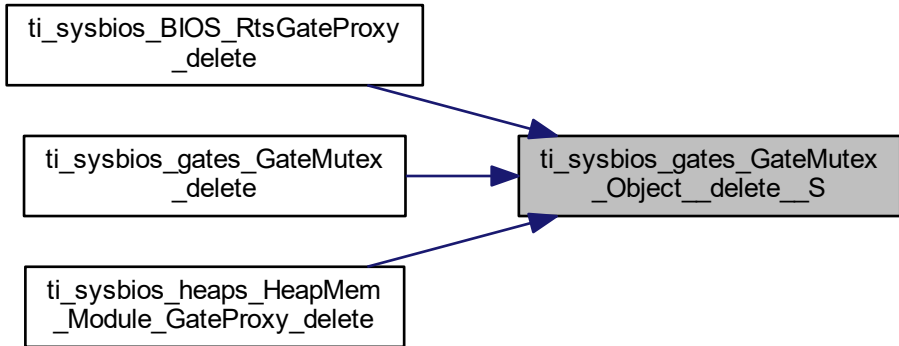 ti_sysbios_BIOS_RtsGateProxy
_delete
ti_sysbios_gates_GateMutex
_delete
ti_sysbios_gates_GateMutex
_Object__delete__S
ti_sysbios_heaps_HeapMem
_Module_GateProxy_delete